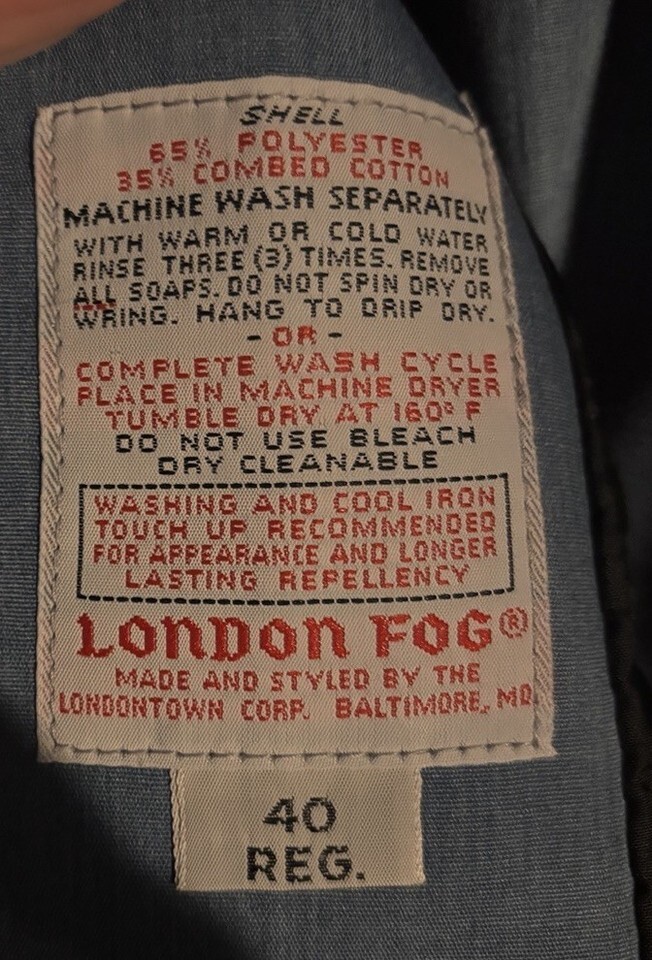 SHELL
65% POLYESTER
35% COMBED COTTON
MACHINE WASH SEPARATELY
WITH WARM OR COLD WATER
RINSE THREE (3) TIMES. REMOVE
ALL SOAPS. DO NOT SPIN DRY OR
WRING. HANG TO DRIP DRY.
- OR -
COMPLETE WASH CYCLE
PLACE IN MACHINE DRYER
TUMBLE DRY AT 160° F
DO NOT USE BLEACH
DRY CLEANABLE
WASHING AND COOL IRON
TOUCH UP RECOMMENDED
FOR APPEARANCE AND LONGER
LASTING REPELLENCY
LONDON FOG®
MADE AND STYLED BY THE
LONDONTOWN CORP. BALTIMORE, MD.
40
REG.